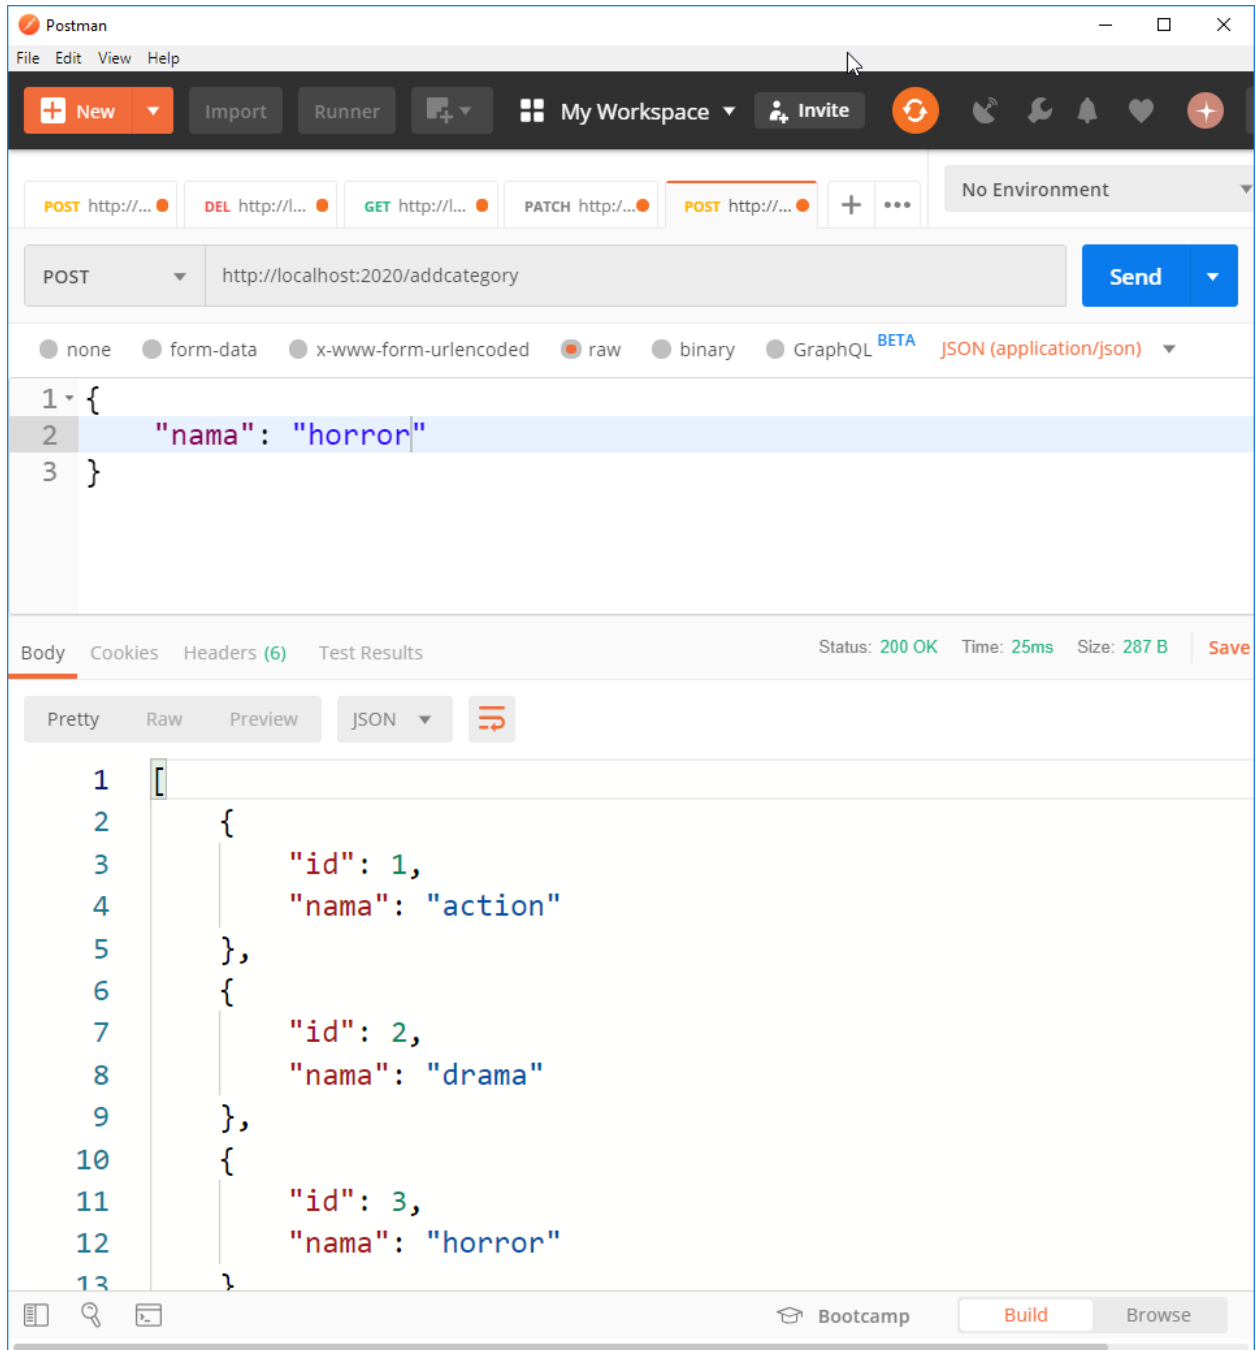 Postman
File Edit View Help
New Import Runner My Workspace Invite
No Environment
POST http://... DEL http://l... GET http://l... PATCH http:/... POST http://...
POST http://localhost:2020/addcategory Send
none form-data x-www-form-urlencoded raw binary GraphQL BETA JSON (application/json)
1 {
2 "nama": "horror"
3 }
Body Cookies Headers (6) Test Results Status: 200 OK Time: 25ms Size: 287 B Save
Pretty Raw Preview JSON
1 [
2 {
3 "id": 1,
4 "nama": "action"
5 },
6 {
7 "id": 2,
8 "nama": "drama"
9 },
10 {
11 "id": 3,
12 "nama": "horror"
13 }
Bootcamp Build Browse